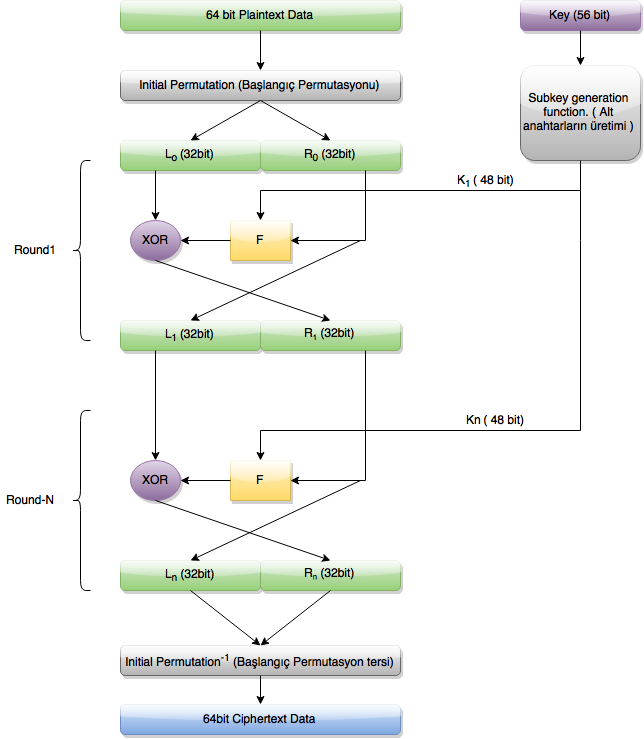 64 bit Plaintext Data
Key (56 bit)
Initial Permutation (Başlangıç Permutasyonu)
Subkey generation
function. ( Alt
anahtarların üretimi )
L0 (32bit)
R0 (32bit)
K1 ( 48 bit)
Round1
XOR
F
L1 (32bit)
R1 (32bit)
Kn ( 48 bit)
Round-N
XOR
F
Ln (32bit)
Rn (32bit)
Initial Permutation-1 (Başlangıç Permutasyon tersi)
64bit Ciphertext Data